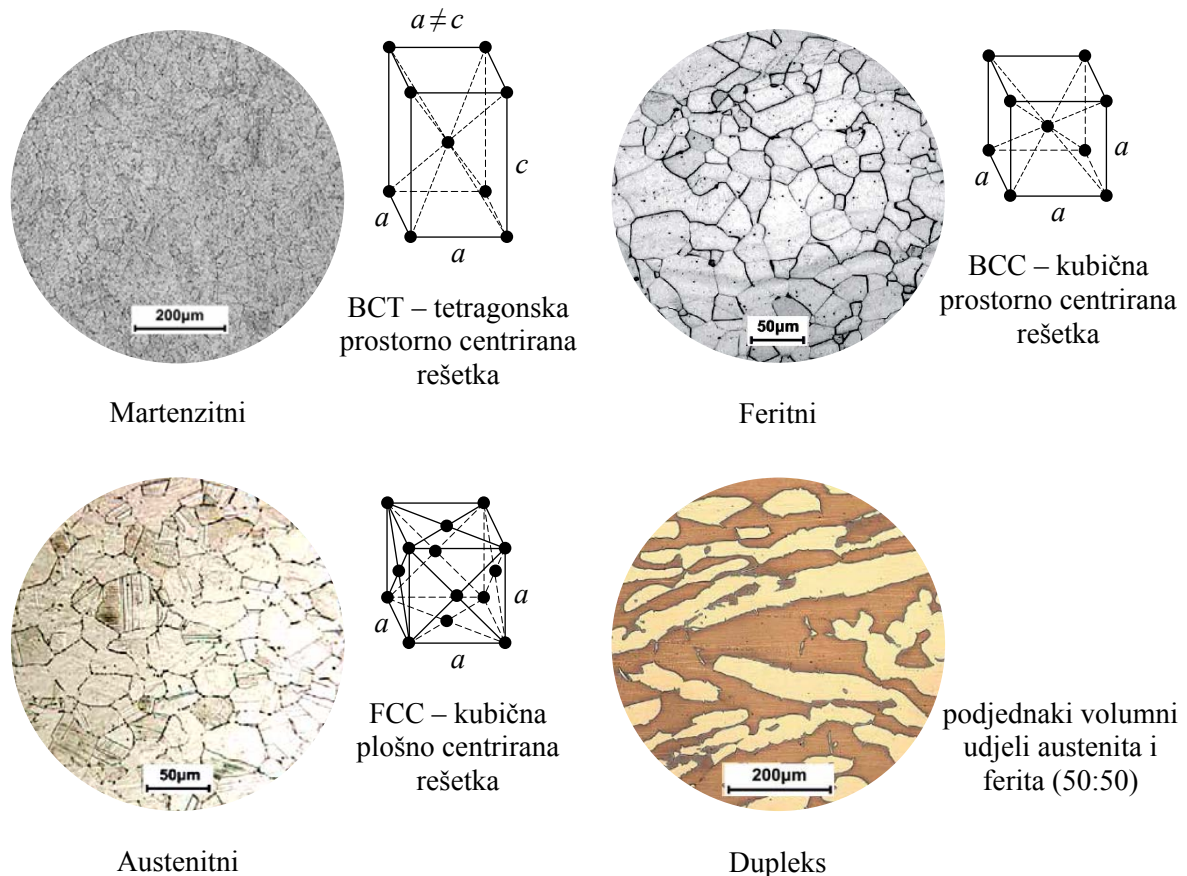 a ≠ c
c
a
a
200µm
BCT – tetragonska
prostorno centrirana
rešetka
Martenzitni
50µm
a
a
a
BCC – kubična
prostorno centrirana
rešetka
Feritni
50µm
a
a
a
FCC – kubična
plošno centrirana
rešetka
Austenitni
200µm
podjednaki volumni
udjeli austenita i
ferita (50:50)
Dupleks